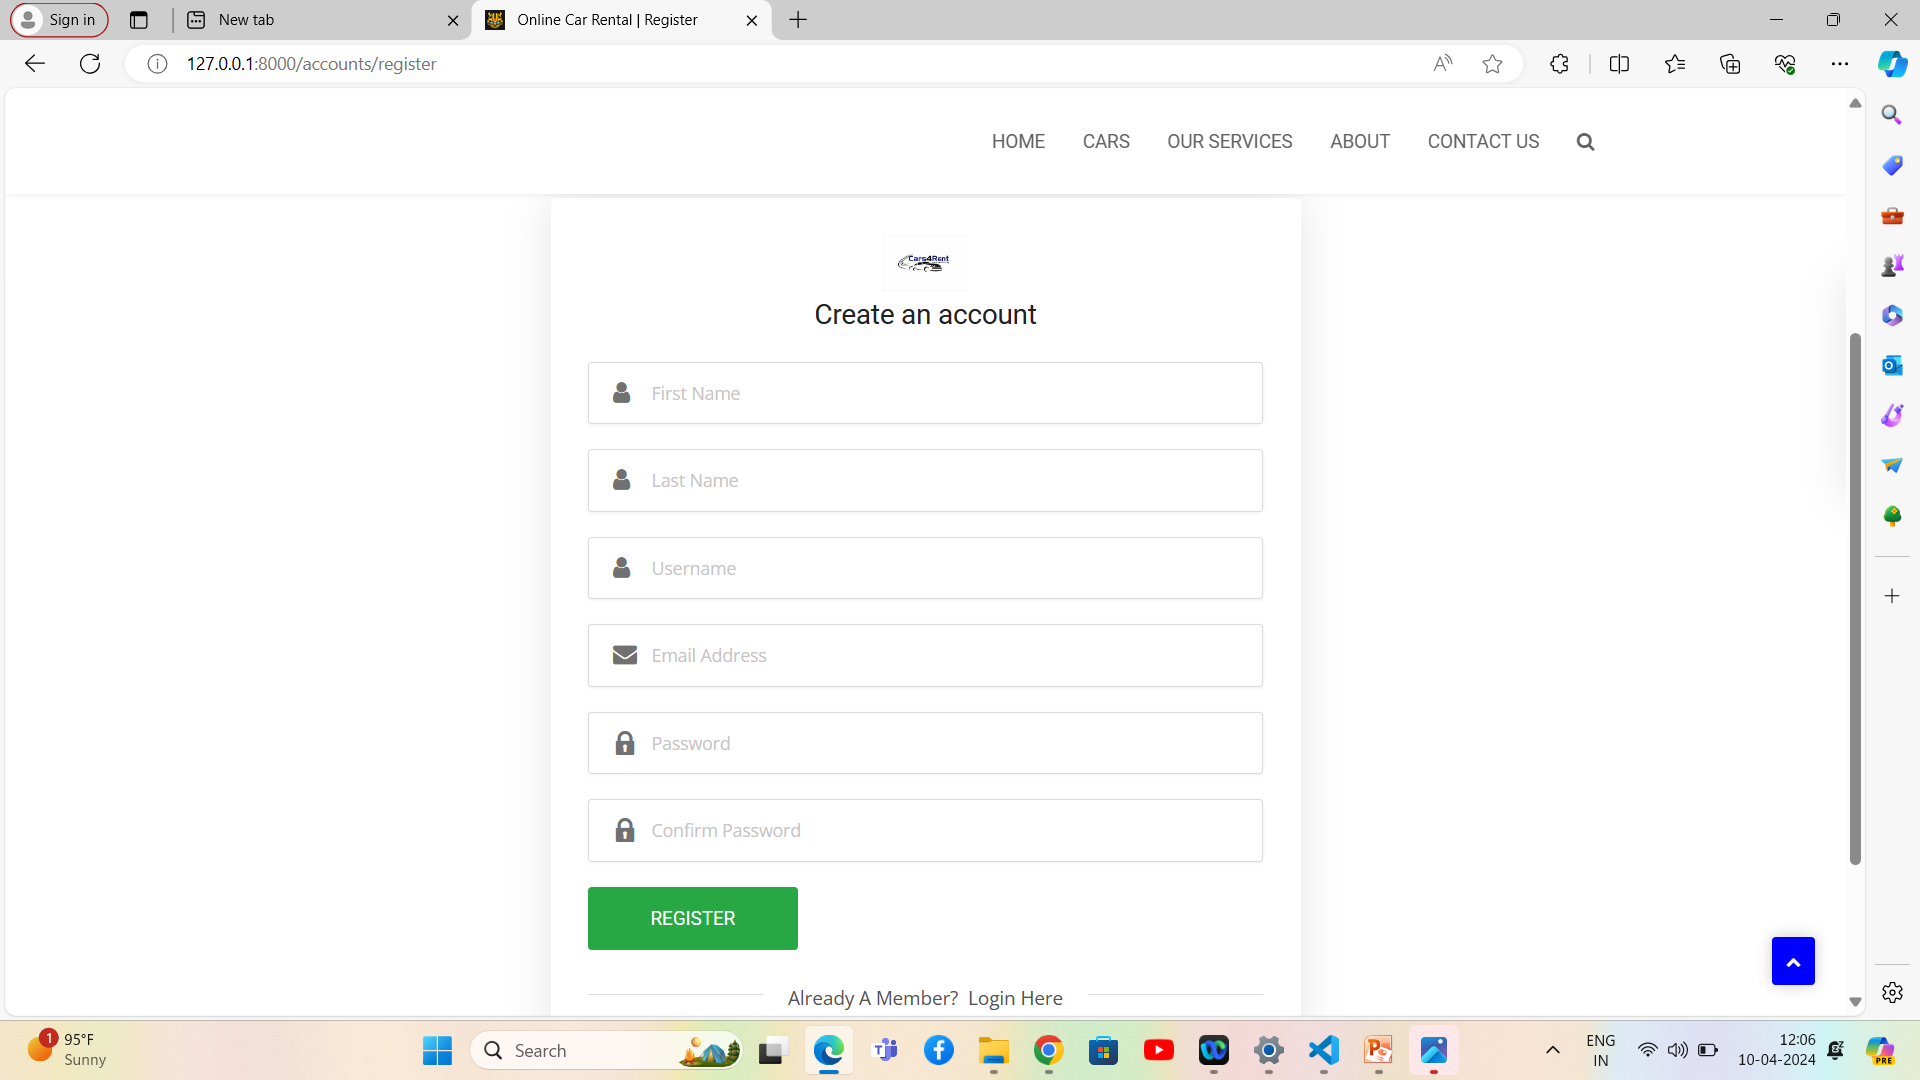 Sign in
New tab
Online Car Rental | Register
127.0.0.1:8000/accounts/register
HOME CARS OUR SERVICES ABOUT CONTACT US
Cars4Rent
Create an account
First Name
Last Name
Username
Email Address
Password
Confirm Password
REGISTER
Already A Member? Login Here
1
95°F
Sunny
Search
ENG
IN
12:06
10-04-2024
PRE